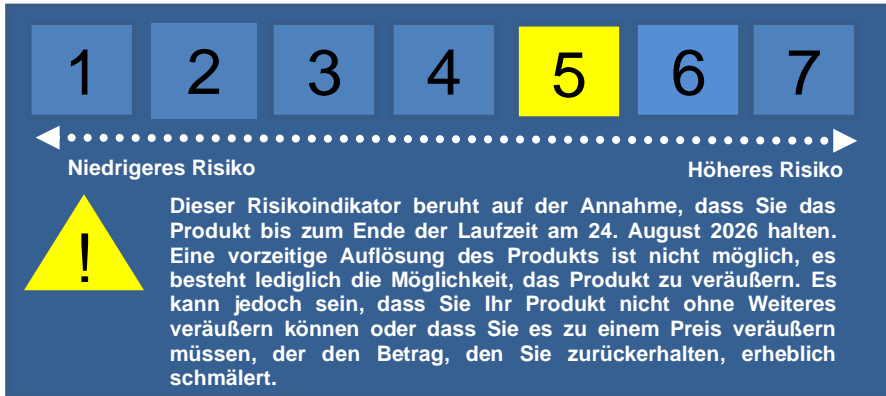 1 2 3 4 5 6 7
Niedrigeres Risiko Höheres Risiko
! Dieser Risikoindikator beruht auf der Annahme, dass Sie das
Produkt bis zum Ende der Laufzeit am 24. August 2026 halten.
Eine vorzeitige Auflösung des Produkts ist nicht möglich, es
besteht lediglich die Möglichkeit, das Produkt zu veräußern. Es
kann jedoch sein, dass Sie Ihr Produkt nicht ohne Weiteres
veräußern können oder dass Sie es zu einem Preis veräußern
müssen, der den Betrag, den Sie zurückerhalten, erheblich
schmälert.